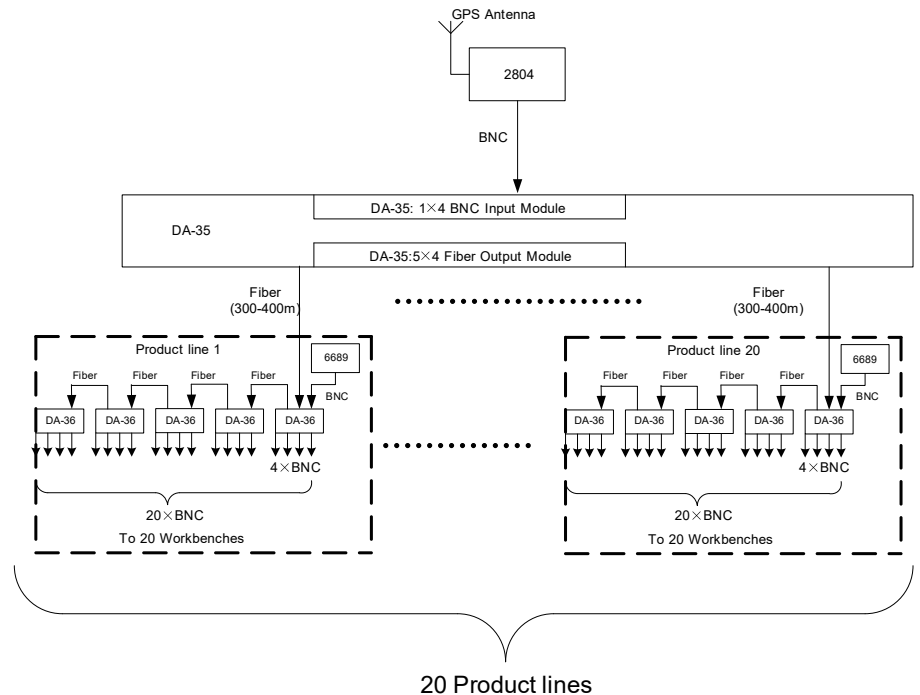 GPS Antenna
2804
BNC
DA-35: 1×4 BNC Input Module
DA-35
DA-35:5×4 Fiber Output Module
Fiber
(300-400m)
Fiber
(300-400m)
Product line 1
6689
Fiber
Fiber
Fiber
Fiber
BNC
DA-36
DA-36
DA-36
DA-36
DA-36
4×BNC
20×BNC
To 20 Workbenches
Product line 20
6689
Fiber
Fiber
Fiber
Fiber
BNC
DA-36
DA-36
DA-36
DA-36
DA-36
4×BNC
20×BNC
To 20 Workbenches
20 Product lines